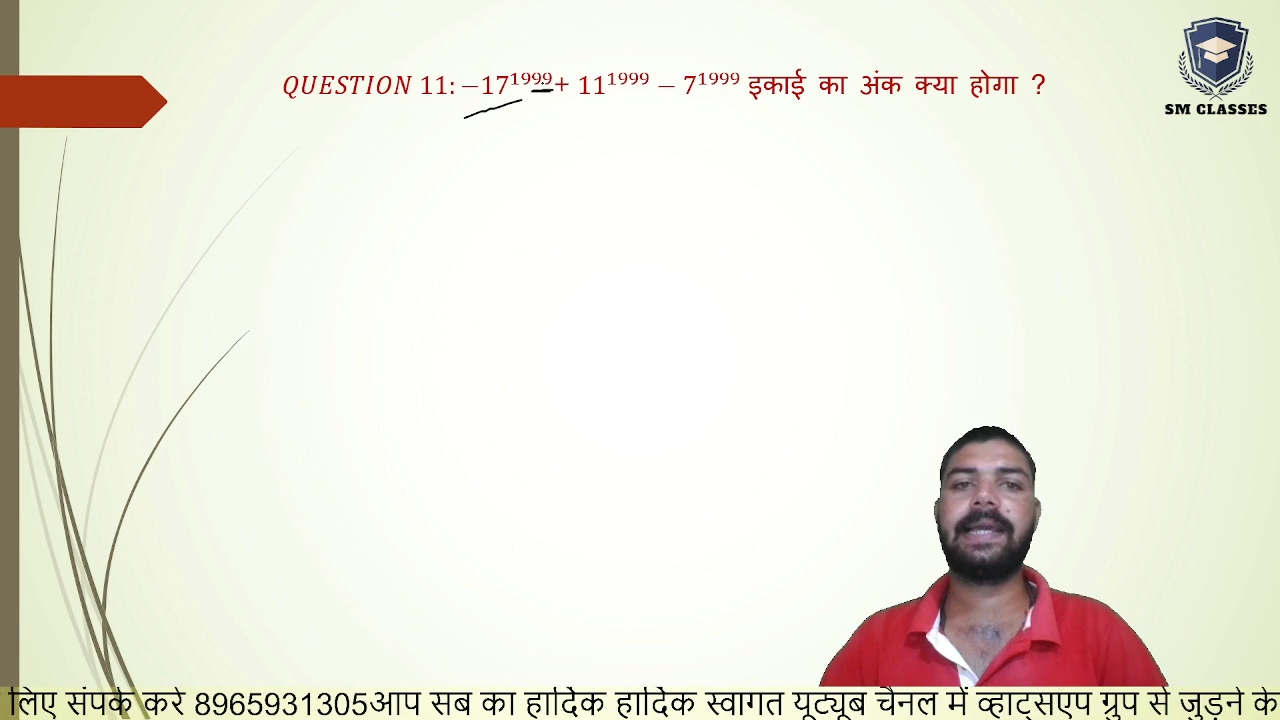 QUESTION 11: −17¹⁹⁹⁹+ 11¹⁹⁹⁹ − 7¹⁹⁹⁹ इकाई का अंक क्या होगा ?
SM CLASSES
लिए संपर्क करे 8965931305आप सब का हार्दिक हार्दिक स्वागत यूट्यूब चैनल में व्हाट्सएप ग्रुप से जुड़ने के